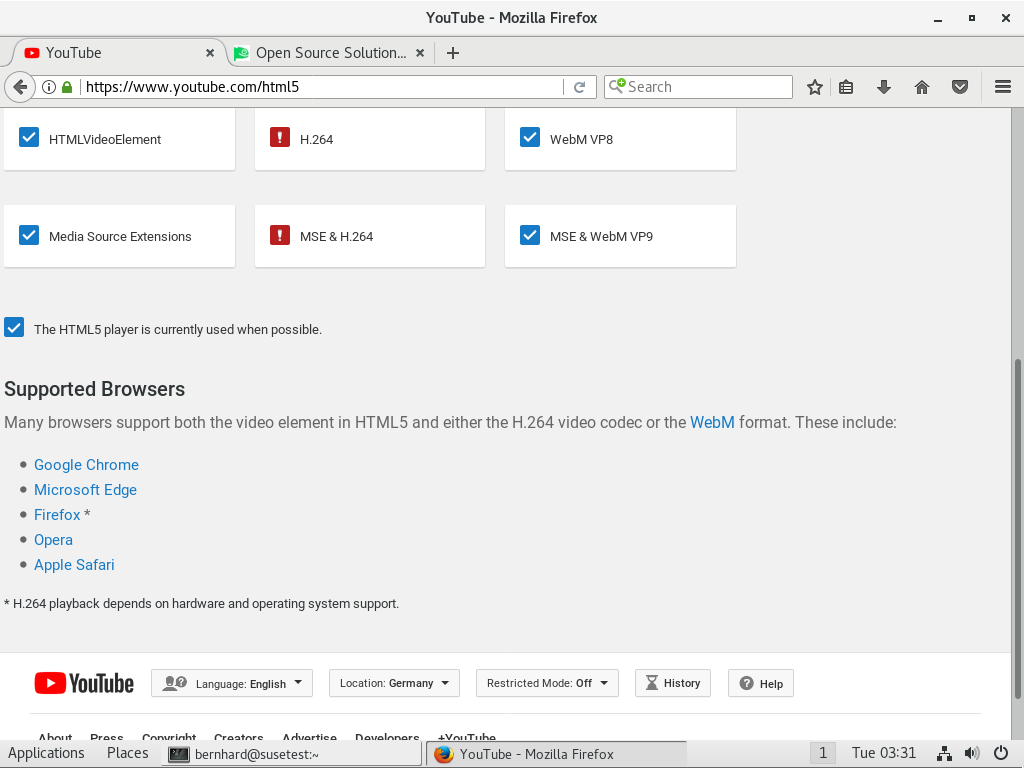 YouTube - Mozilla Firefox
YouTube
Open Source Solution...
https://www.youtube.com/html5
Search
HTMLVideoElement
H.264
WebM VP8
Media Source Extensions
MSE & H.264
MSE & WebM VP9
The HTML5 player is currently used when possible.
Supported Browsers
Many browsers support both the video element in HTML5 and either the H.264 video codec or the WebM format. These include:
Google Chrome
Microsoft Edge
Firefox *
Opera
Apple Safari
* H.264 playback depends on hardware and operating system support.
YouTube
Language: English
Location: Germany
Restricted Mode: Off
History
Help
About Press Copyright Creators Advertise Developers +YouTube
Applications Places bernhard@susetest:~ YouTube - Mozilla Firefox 1 Tue 03:31